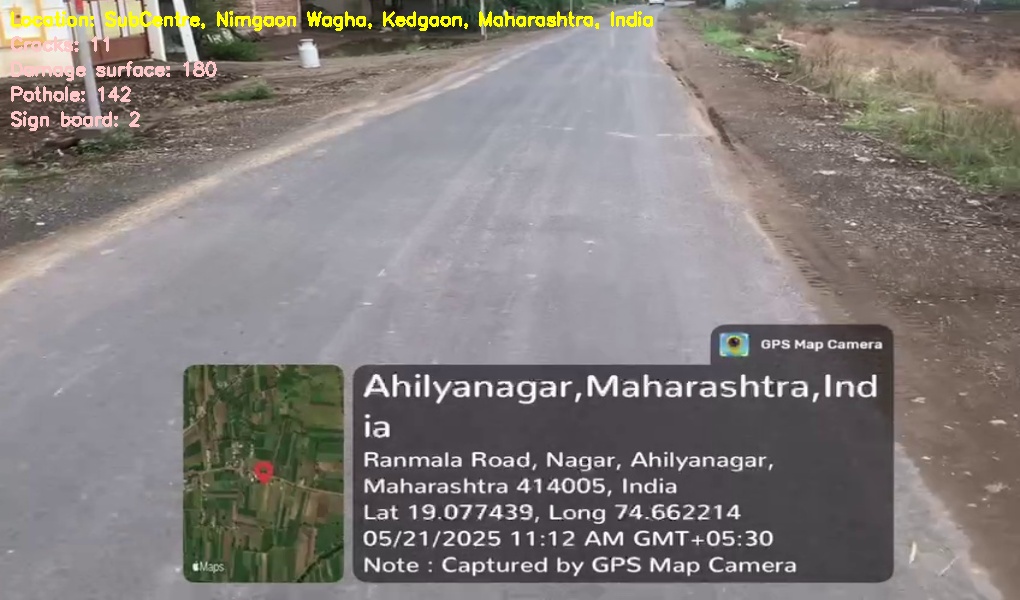 Location: SubCentre, Nimgaon Wagha, Kedgaon, Maharashtra, India
Cracks: 11
Damage surface: 180
Pothole: 142
Sign board: 2
GPS Map Camera
Ahilyanagar,Maharashtra,Ind
ia
Ranmala Road, Nagar, Ahilyanagar,
Maharashtra 414005, India
Lat 19.077439, Long 74.662214
05/21/2025 11:12 AM GMT+05:30
Note : Captured by GPS Map Camera
Maps